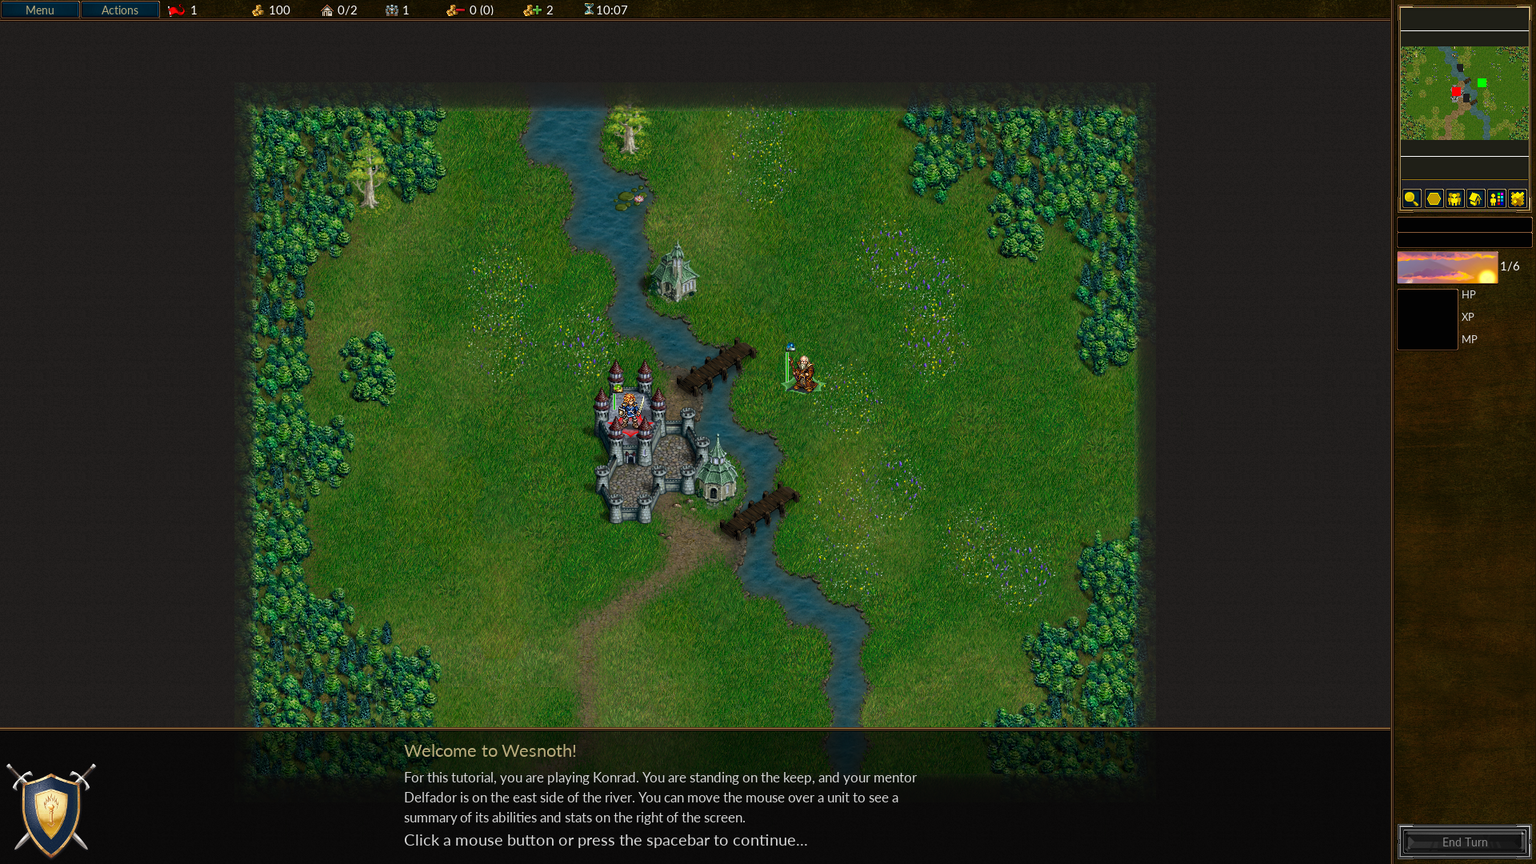 Menu Actions 1 100 0/2 1 0 (0) 2 10:07
1/6
HP
XP
MP
Welcome to Wesnoth!
For this tutorial, you are playing Konrad. You are standing on the keep, and your mentor
Delfador is on the east side of the river. You can move the mouse over a unit to see a
summary of its abilities and stats on the right of the screen.
Click a mouse button or press the spacebar to continue...
End Turn